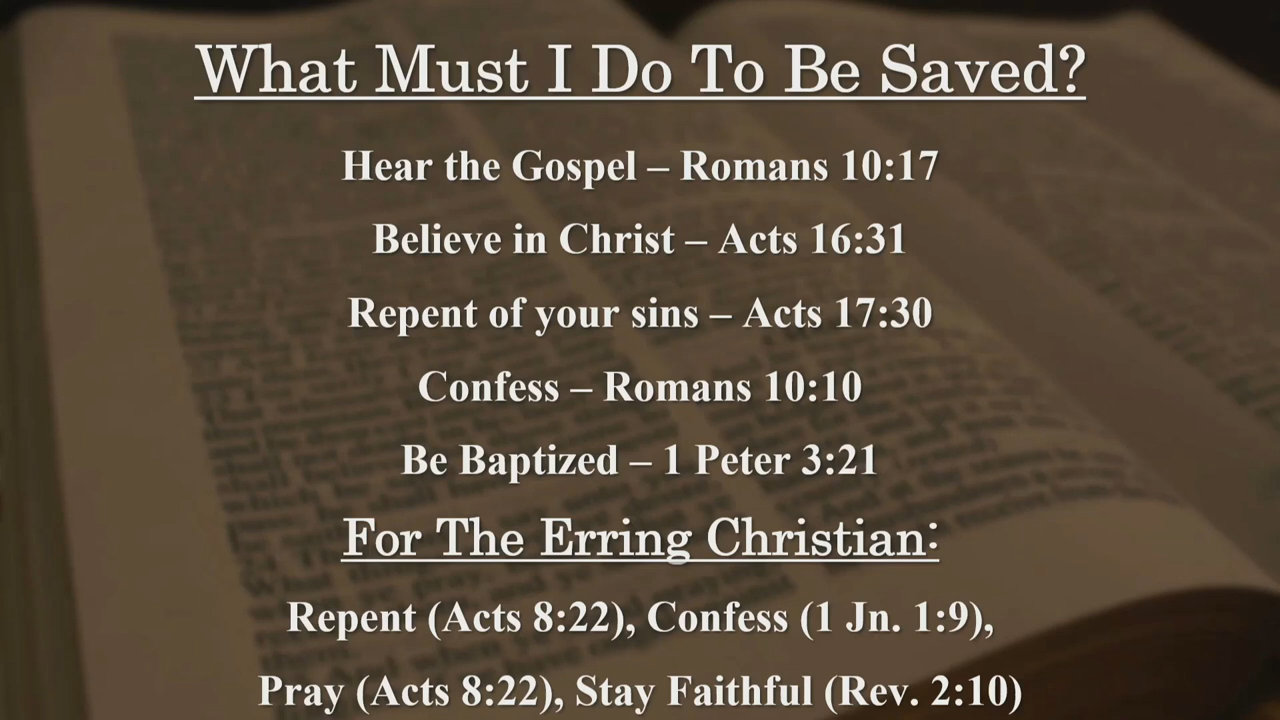 What Must I Do To Be Saved?
Hear the Gospel – Romans 10:17
Believe in Christ – Acts 16:31
Repent of your sins – Acts 17:30
Confess – Romans 10:10
Be Baptized – 1 Peter 3:21
For The Erring Christian:
Repent (Acts 8:22), Confess (1 Jn. 1:9),
Pray (Acts 8:22), Stay Faithful (Rev. 2:10)